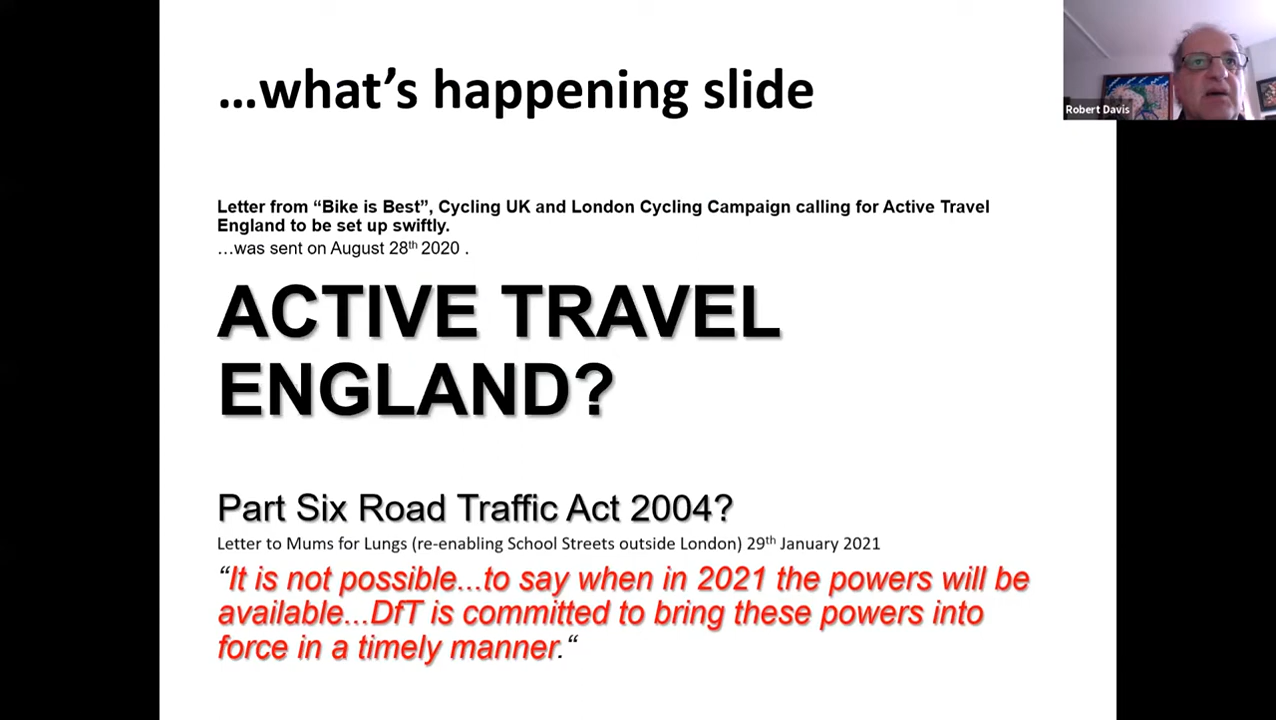 ...what's happening slide
Robert Davis
Letter from “Bike is Best”, Cycling UK and London Cycling Campaign calling for Active Travel
England to be set up swiftly.
...was sent on August 28th 2020 .
ACTIVE TRAVEL
ENGLAND?
Part Six Road Traffic Act 2004?
Letter to Mums for Lungs (re-enabling School Streets outside London) 29th January 2021
“It is not possible...to say when in 2021 the powers will be
available...DfT is committed to bring these powers into
force in a timely manner.“